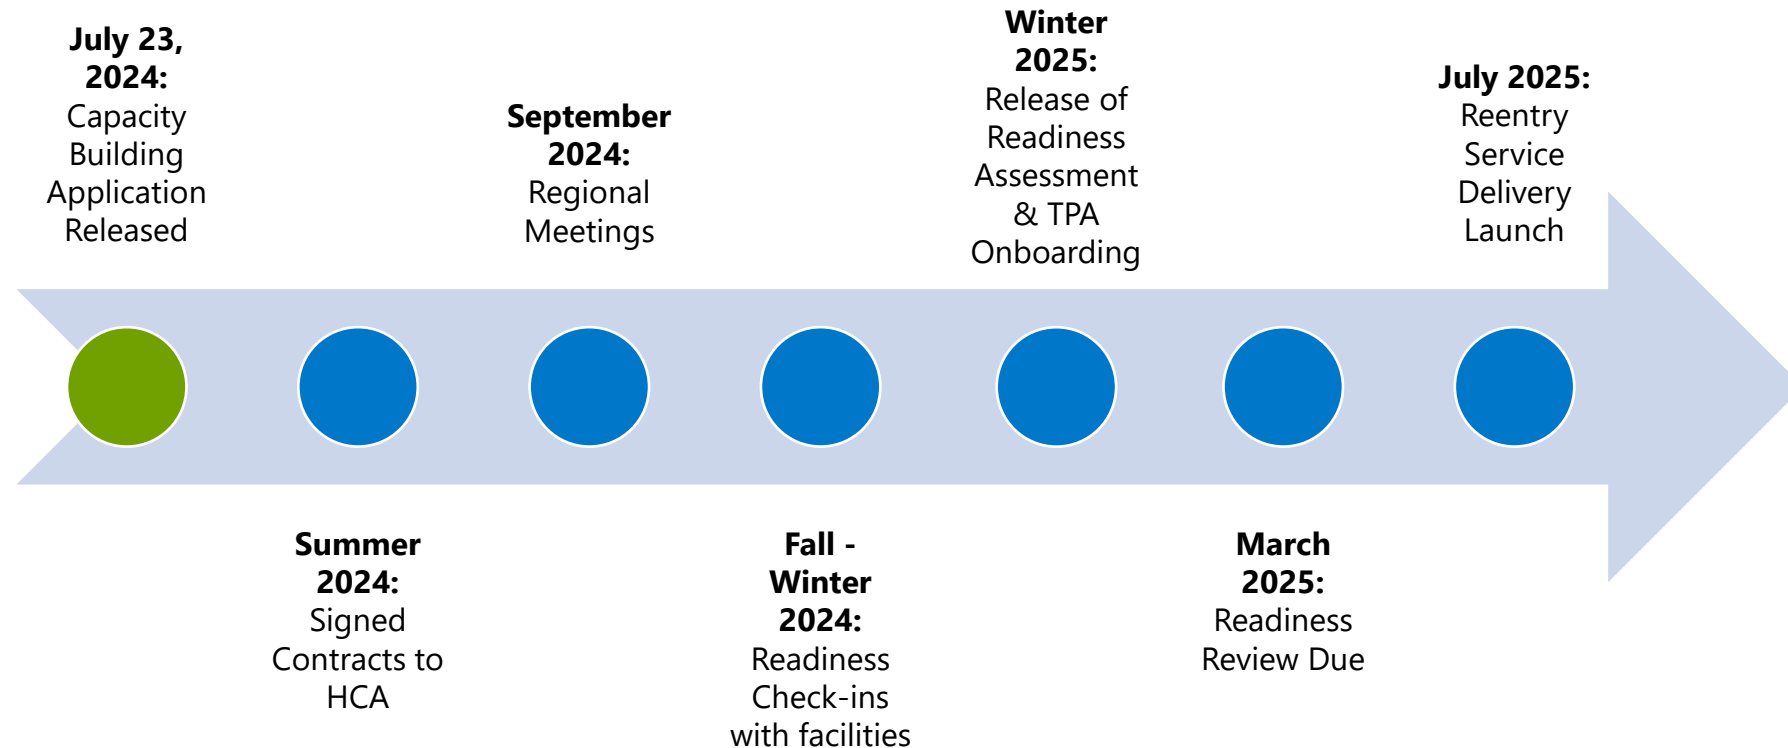 July 23,
2024:
Capacity
Building
Application
Released
Summer
2024:
Signed
Contracts to
HCA
September
2024:
Regional
Meetings
Fall -
Winter
2024:
Readiness
Check-ins
with facilities
Winter
2025:
Release of
Readiness
Assessment
& TPA
Onboarding
March
2025:
Readiness
Review Due
July 2025:
Reentry
Service
Delivery
Launch